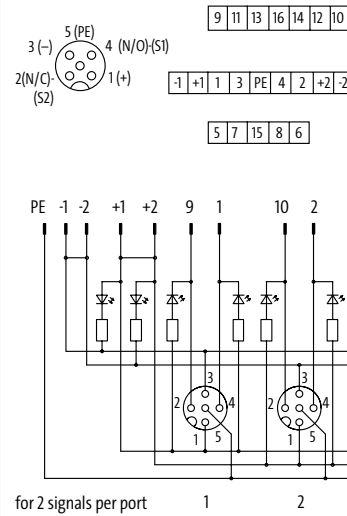 5 (PE)
3 (–)
4 (N/O)-(S1)
2(N/C)-
(S2)
1 (+)
9 11 13 16 14 12 10
-1 +1 1 3 PE 4 2 +2 -2
5 7 15 8 6
PE -1 -2 +1 +2 9 1 10 2
3 3
2 4 2 4
1 5 1 5
for 2 signals per port 1 2